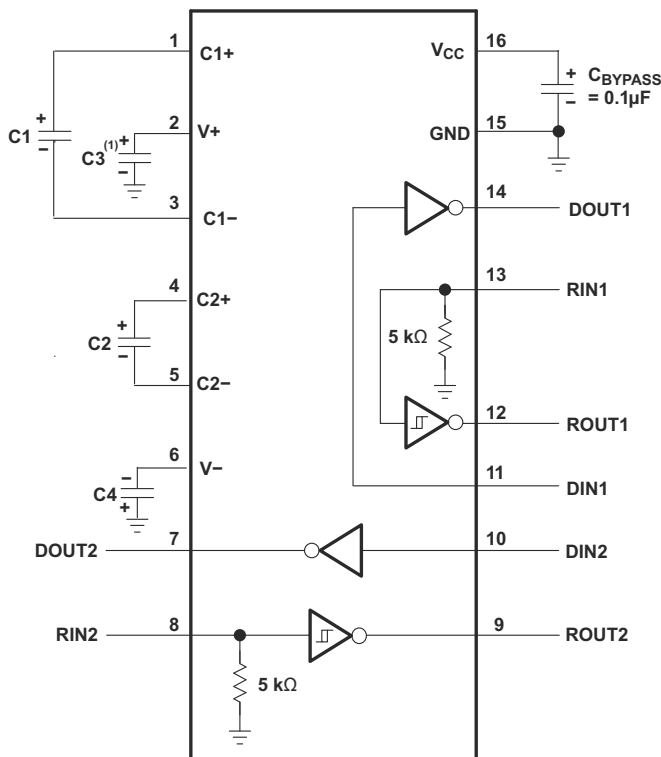 1
C1+
VCC
16
+
C1
−
2
V+
C3(1)
+
−
+
CBYPASS
= 0.1µF
−
GND
15
3
C1−
14
DOUT1
4
C2+
13
RIN1
+
C2
−
5 kΩ
5
C2−
12
ROUT1
6
V−
11
DIN1
−
C4
+
DOUT2
7
10
DIN2
RIN2
8
9
ROUT2
5 kΩ